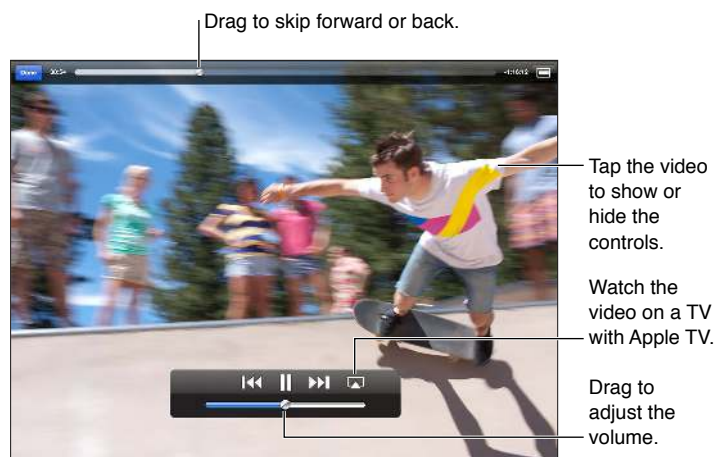 Drag to skip forward or back.
Done
Tap the video
to show or
hide the
controls.
Watch the
video on a TV
with Apple TV.
Drag to
adjust the
volume.